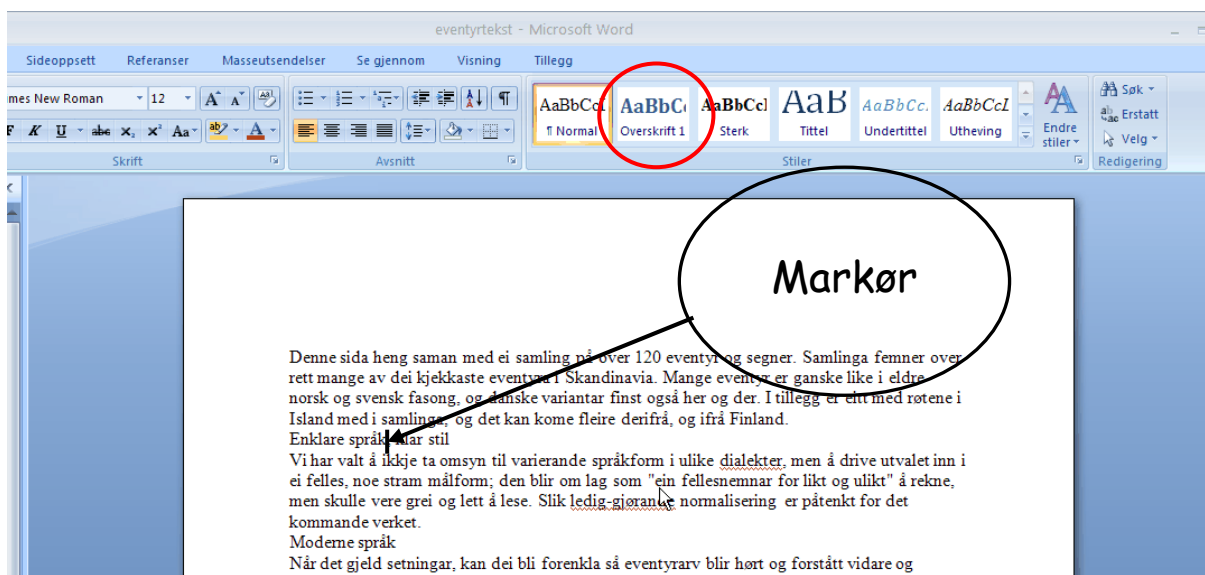 eventyrtekst - Microsoft Word
Sideoppsett Referanser Masseutsendelser Se gjennom Visning Tillegg
mes New Roman 12
AaBbCcI AaBbC AaBbCcl AaB AaBbCc. AaBbCcL
¶ Normal Overskrift 1 Sterk Tittel Undertittel Utheving
Endre stiler
Søk
Erstatt
Velg
F K U abe x₂ x² Aa ab A
Skrift Avsnitt Stiler Redigering
Markør
Denne sida heng saman med ei samling på over 120 eventyr og segner. Samlinga femner over
rett mange av dei kjekkaste eventyra i Skandinavia. Mange eventyr er ganske like i eldre
norsk og svensk fasong, og danske variantar finst også her og der. I tillegg er eitt med røtene i
Island med i samlinga, og det kan kome fleire derifrå, og ifrå Finland.
Enklare språk, klar stil
Vi har valt å ikkje ta omsyn til varierande språkform i ulike dialekter, men å drive utvalet inn i
ei felles, noe stram målform; den blir om lag som "ein fellesnemnar for likt og ulikt" å rekne,
men skulle vere grei og lett å lese. Slik ledig-gjørande normalisering er påtenkt for det
kommande verket.
Moderne språk
Når det gjeld setningar, kan dei bli forenkla så eventyrarv blir hørt og forstått vidare og